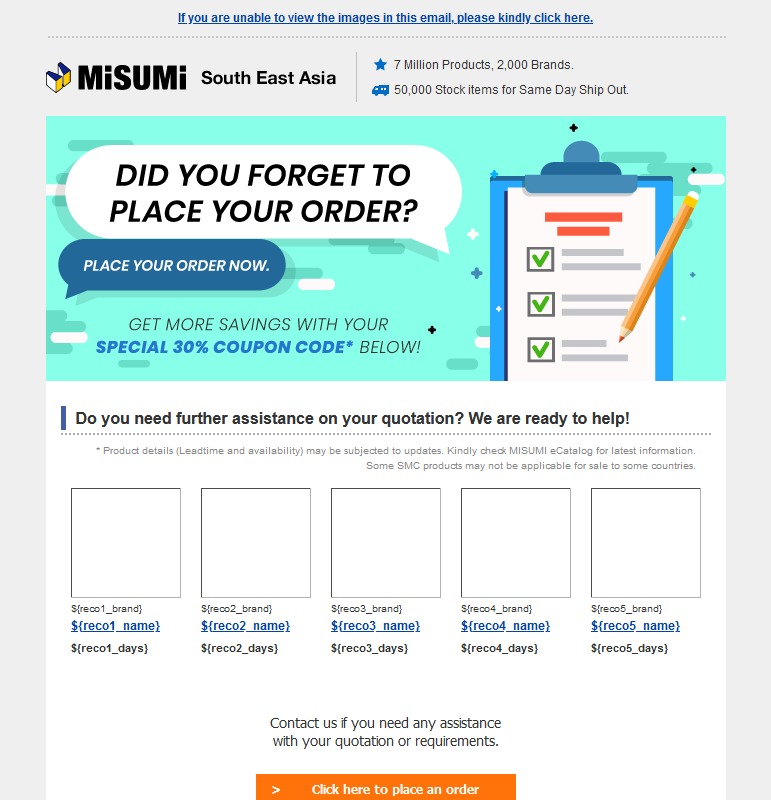 If you are unable to view the images in this email, please kindly click here.
MiSUMi South East Asia
7 Million Products, 2,000 Brands.
50,000 Stock items for Same Day Ship Out.
DID YOU FORGET TO
PLACE YOUR ORDER?
PLACE YOUR ORDER NOW.
GET MORE SAVINGS WITH YOUR
SPECIAL 30% COUPON CODE* BELOW!
Do you need further assistance on your quotation? We are ready to help!
* Product details (Leadtime and availability) may be subjected to updates. Kindly check MISUMI eCatalog for latest information.
Some SMC products may not be applicable for sale to some countries.
${reco1_brand} ${reco2_brand} ${reco3_brand} ${reco4_brand} ${reco5_brand}
${reco1_name} ${reco2_name} ${reco3_name} ${reco4_name} ${reco5_name}
${reco1_days} ${reco2_days} ${reco3_days} ${reco4_days} ${reco5_days}
Contact us if you need any assistance
with your quotation or requirements.
> Click here to place an order